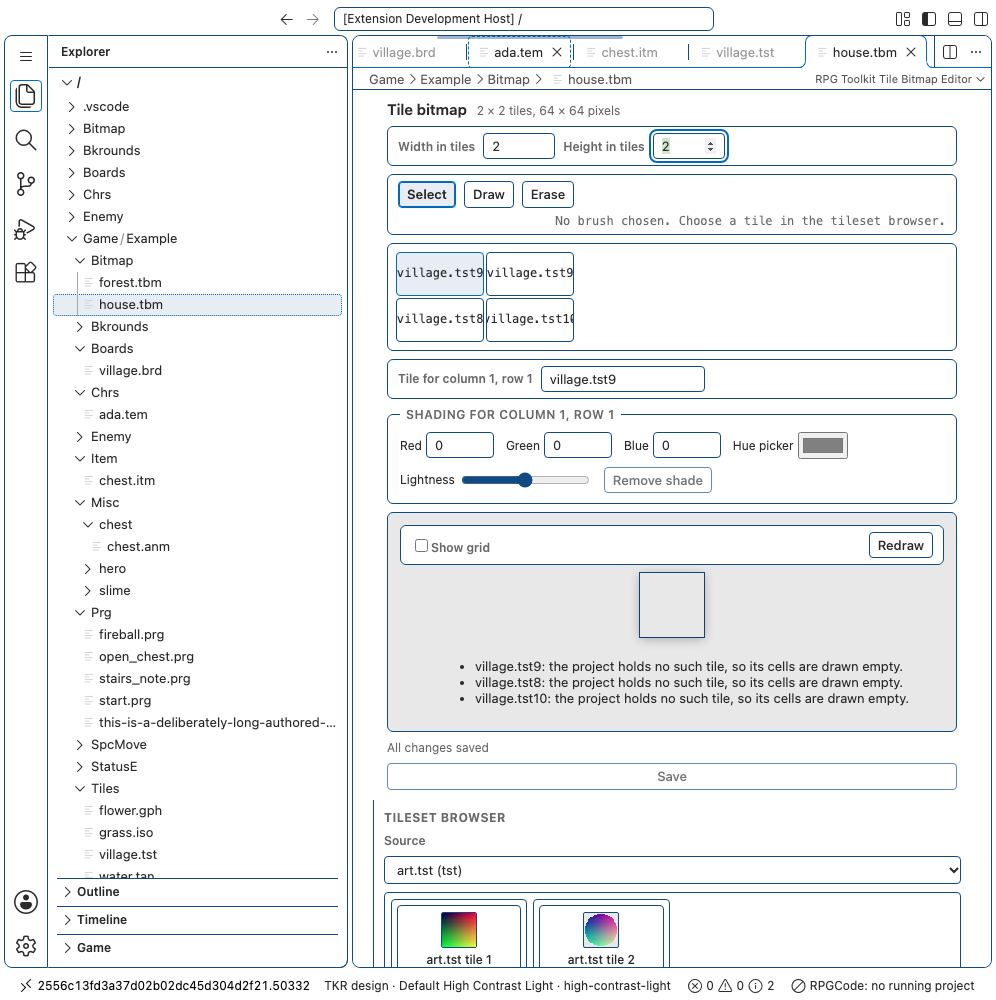 [Extension Development Host] /
Explorer
/
.vscode
Bitmap
Bkrounds
Boards
Chrs
Enemy
Game / Example
Bitmap
forest.tbm
house.tbm
Bkrounds
Boards
village.brd
Chrs
ada.tem
Enemy
Item
chest.itm
Misc
chest
chest.anm
hero
slime
Prg
fireball.prg
open_chest.prg
stairs_note.prg
start.prg
this-is-a-deliberately-long-authored-...
SpcMove
StatusE
Tiles
flower.gph
grass.iso
village.tst
water.tan
Outline
Timeline
Game
village.brd
ada.tem
chest.itm
village.tst
house.tbm
Game > Example > Bitmap > house.tbm
RPG Toolkit Tile Bitmap Editor
Tile bitmap 2 × 2 tiles, 64 × 64 pixels
Width in tiles 2 Height in tiles 2
Select Draw Erase
No brush chosen. Choose a tile in the tileset browser.
village.tst9 village.tst9
village.tst8 village.tst10
Tile for column 1, row 1 village.tst9
SHADING FOR COLUMN 1, ROW 1
Red 0 Green 0 Blue 0 Hue picker
Lightness Remove shade
Show grid Redraw
• village.tst9: the project holds no such tile, so its cells are drawn empty.
• village.tst8: the project holds no such tile, so its cells are drawn empty.
• village.tst10: the project holds no such tile, so its cells are drawn empty.
All changes saved
Save
TILESET BROWSER
Source
art.tst (tst)
art.tst tile 1 art.tst tile 2
2556c13fd3a37d02b02dc45d304d2f21.50332 TKR design · Default High Contrast Light · high-contrast-light 0 0 2 RPGCode: no running project